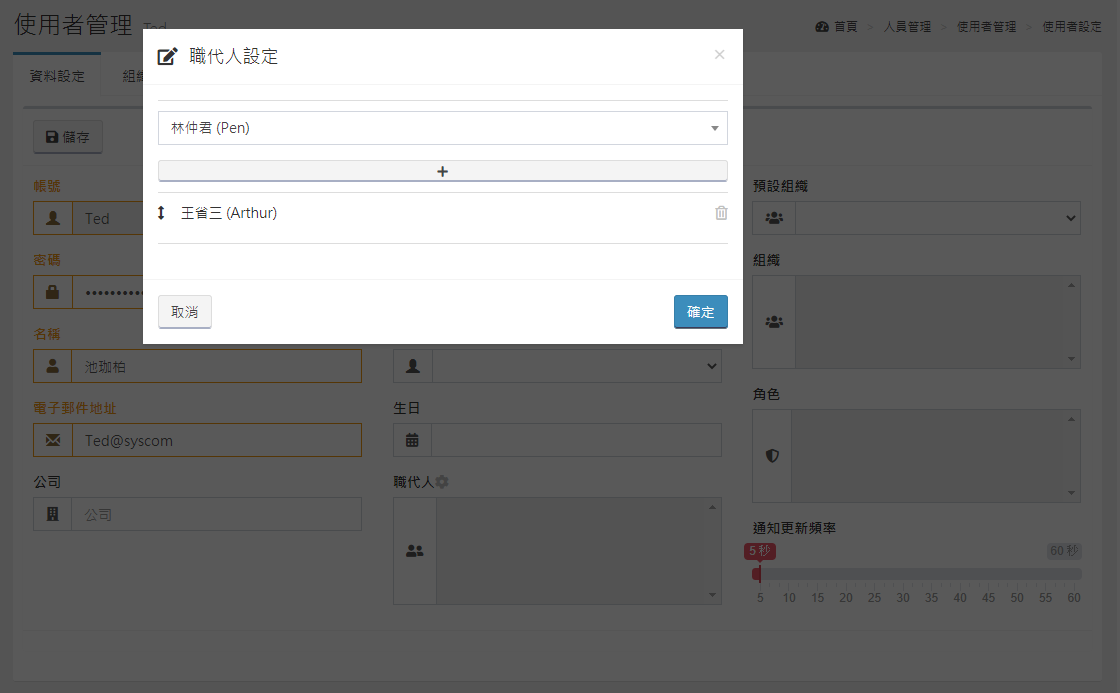 使用者管理 Ted
首頁 > 人員管理 > 使用者管理 > 使用者設定
資料設定
儲存
職代人設定
×
林仲君 (Pen)
+
王省三 (Arthur)
取消
確定
帳號
Ted
密碼
••••••••••
名稱
池珈柏
電子郵件地址
Ted@syscom
公司
公司
生日
職代人
預設組織
組織
角色
通知更新頻率
5 秒
60 秒
5 10 15 20 25 30 35 40 45 50 55 60